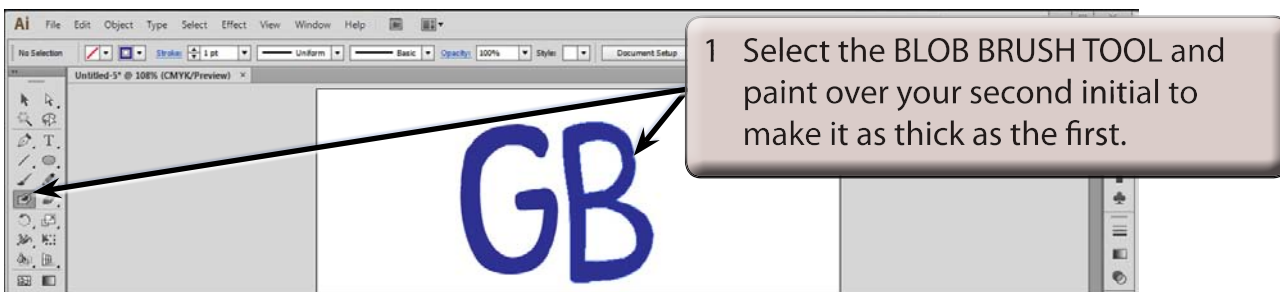 Ai File Edit Object Type Select Effect View Window Help
No Selection Stroke: 1 pt Uniform Basic Opacity: 100% Style: Document Setup
Untitled-5* @ 108% (CMYK/Preview) ×
GB
1 Select the BLOB BRUSH TOOL and
paint over your second initial to
make it as thick as the first.